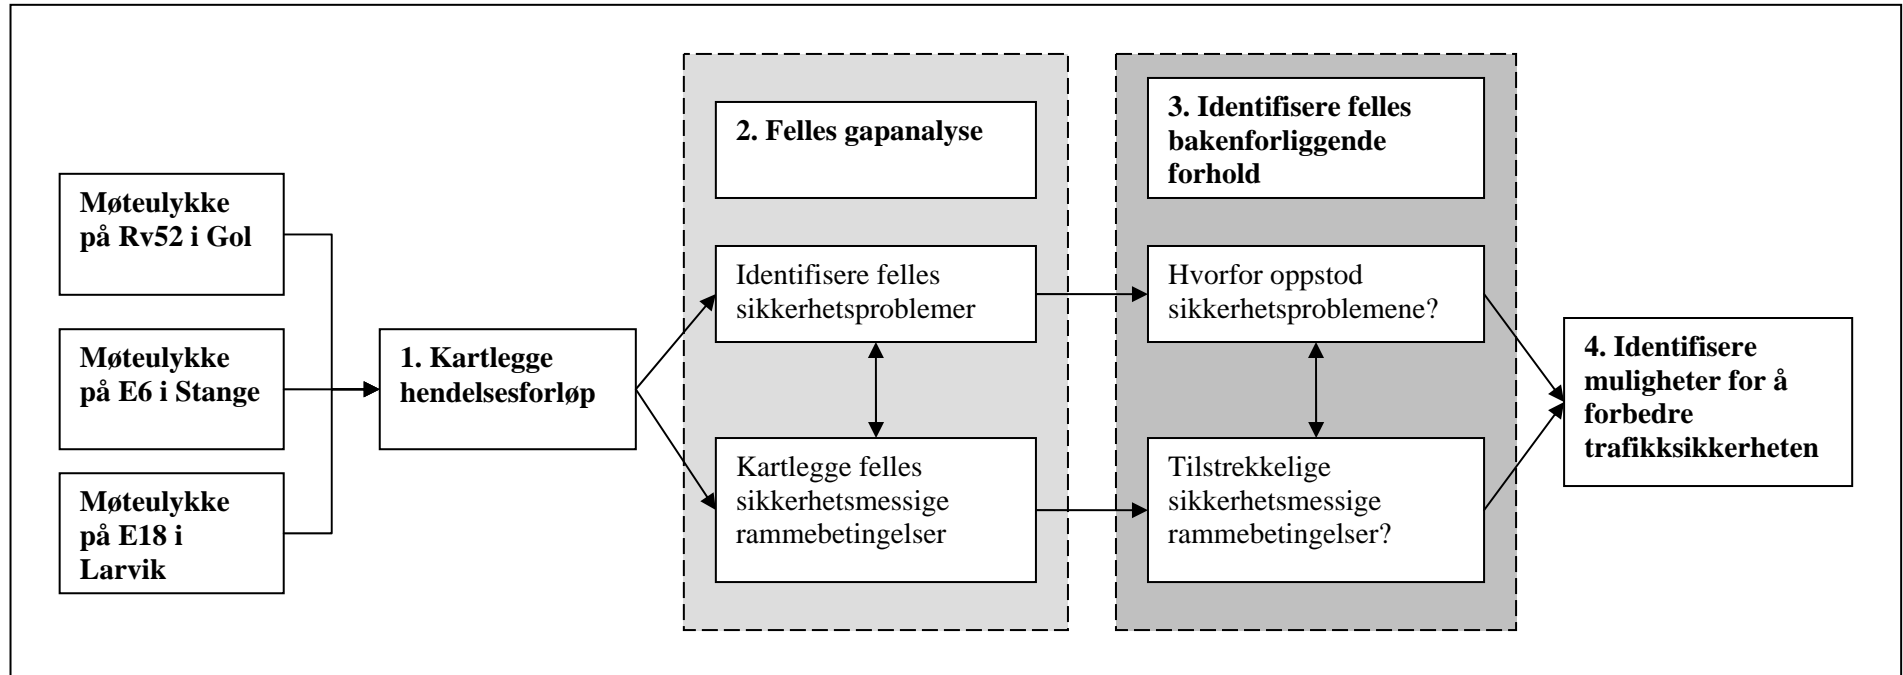 Møteulykke
på Rv52 i Gol
Møteulykke
på E6 i Stange
Møteulykke
på E18 i
Larvik
1. Kartlegge
hendelsesforløp
2. Felles gapanalyse
Identifisere felles
sikkerhetsproblemer
Kartlegge felles
sikkerhetsmessige
rammebetingelser
3. Identifisere felles
bakenforliggende
forhold
Hvorfor oppstod
sikkerhetsproblemene?
Tilstrekkelige
sikkerhetsmessige
rammebetingelser?
4. Identifisere
muligheter for å
forbedre
trafikksikkerheten